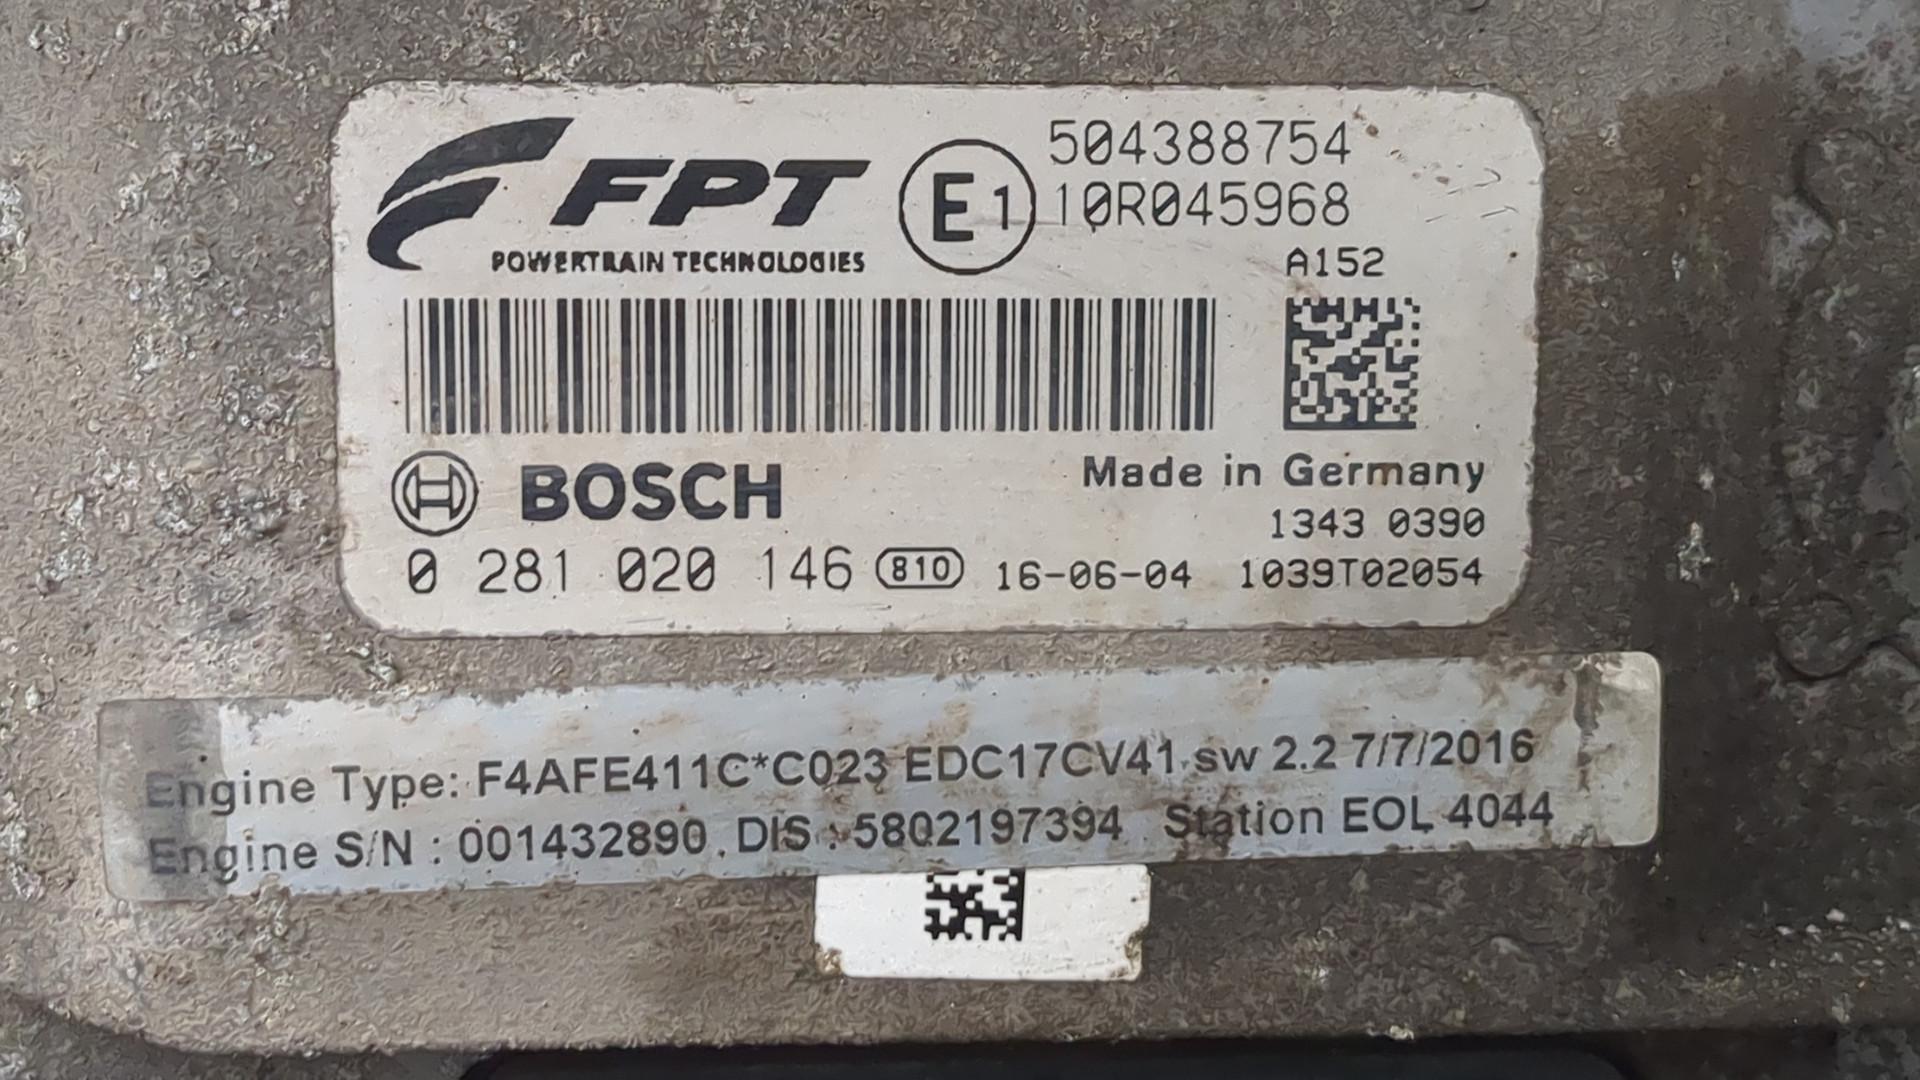 FPT
POWERTRAIN TECHNOLOGIES
E1
504388754
10R045968
A152
BOSCH
Made in Germany
1343 0390
0 281 020 146 810 16-06-04 1039T02054
Engine Type: F4AFE411C*C023 EDC17CV41 sw 2.2 7/7/2016
Engine S/N : 001432890 DIS : 5802197394 Station EOL 4044